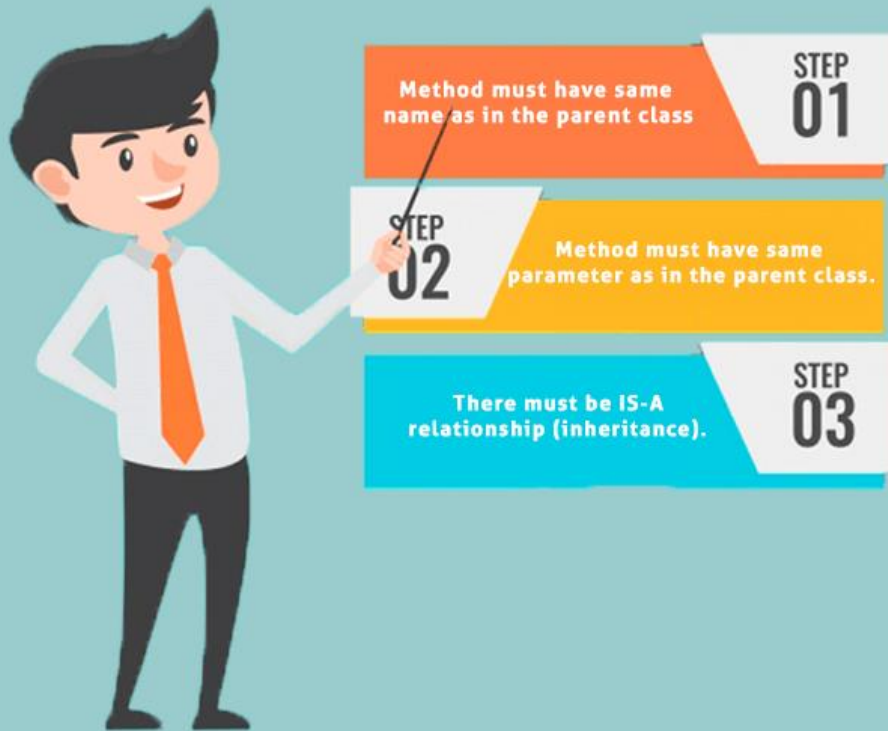 Method must have same
name as in the parent class
STEP
01
STEP
02
Method must have same
parameter as in the parent class.
There must be IS-A
relationship (inheritance).
STEP
03